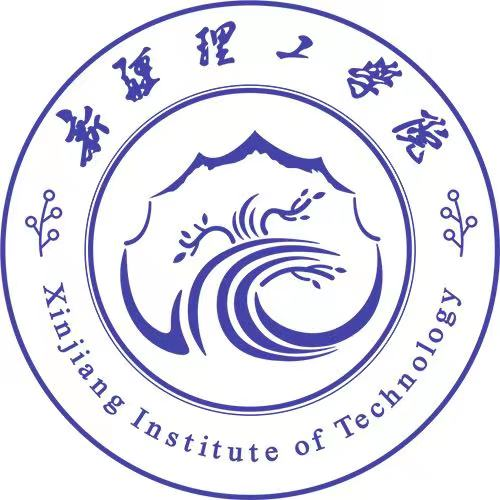 新疆理工学院
Xinjiang Institute of Technology